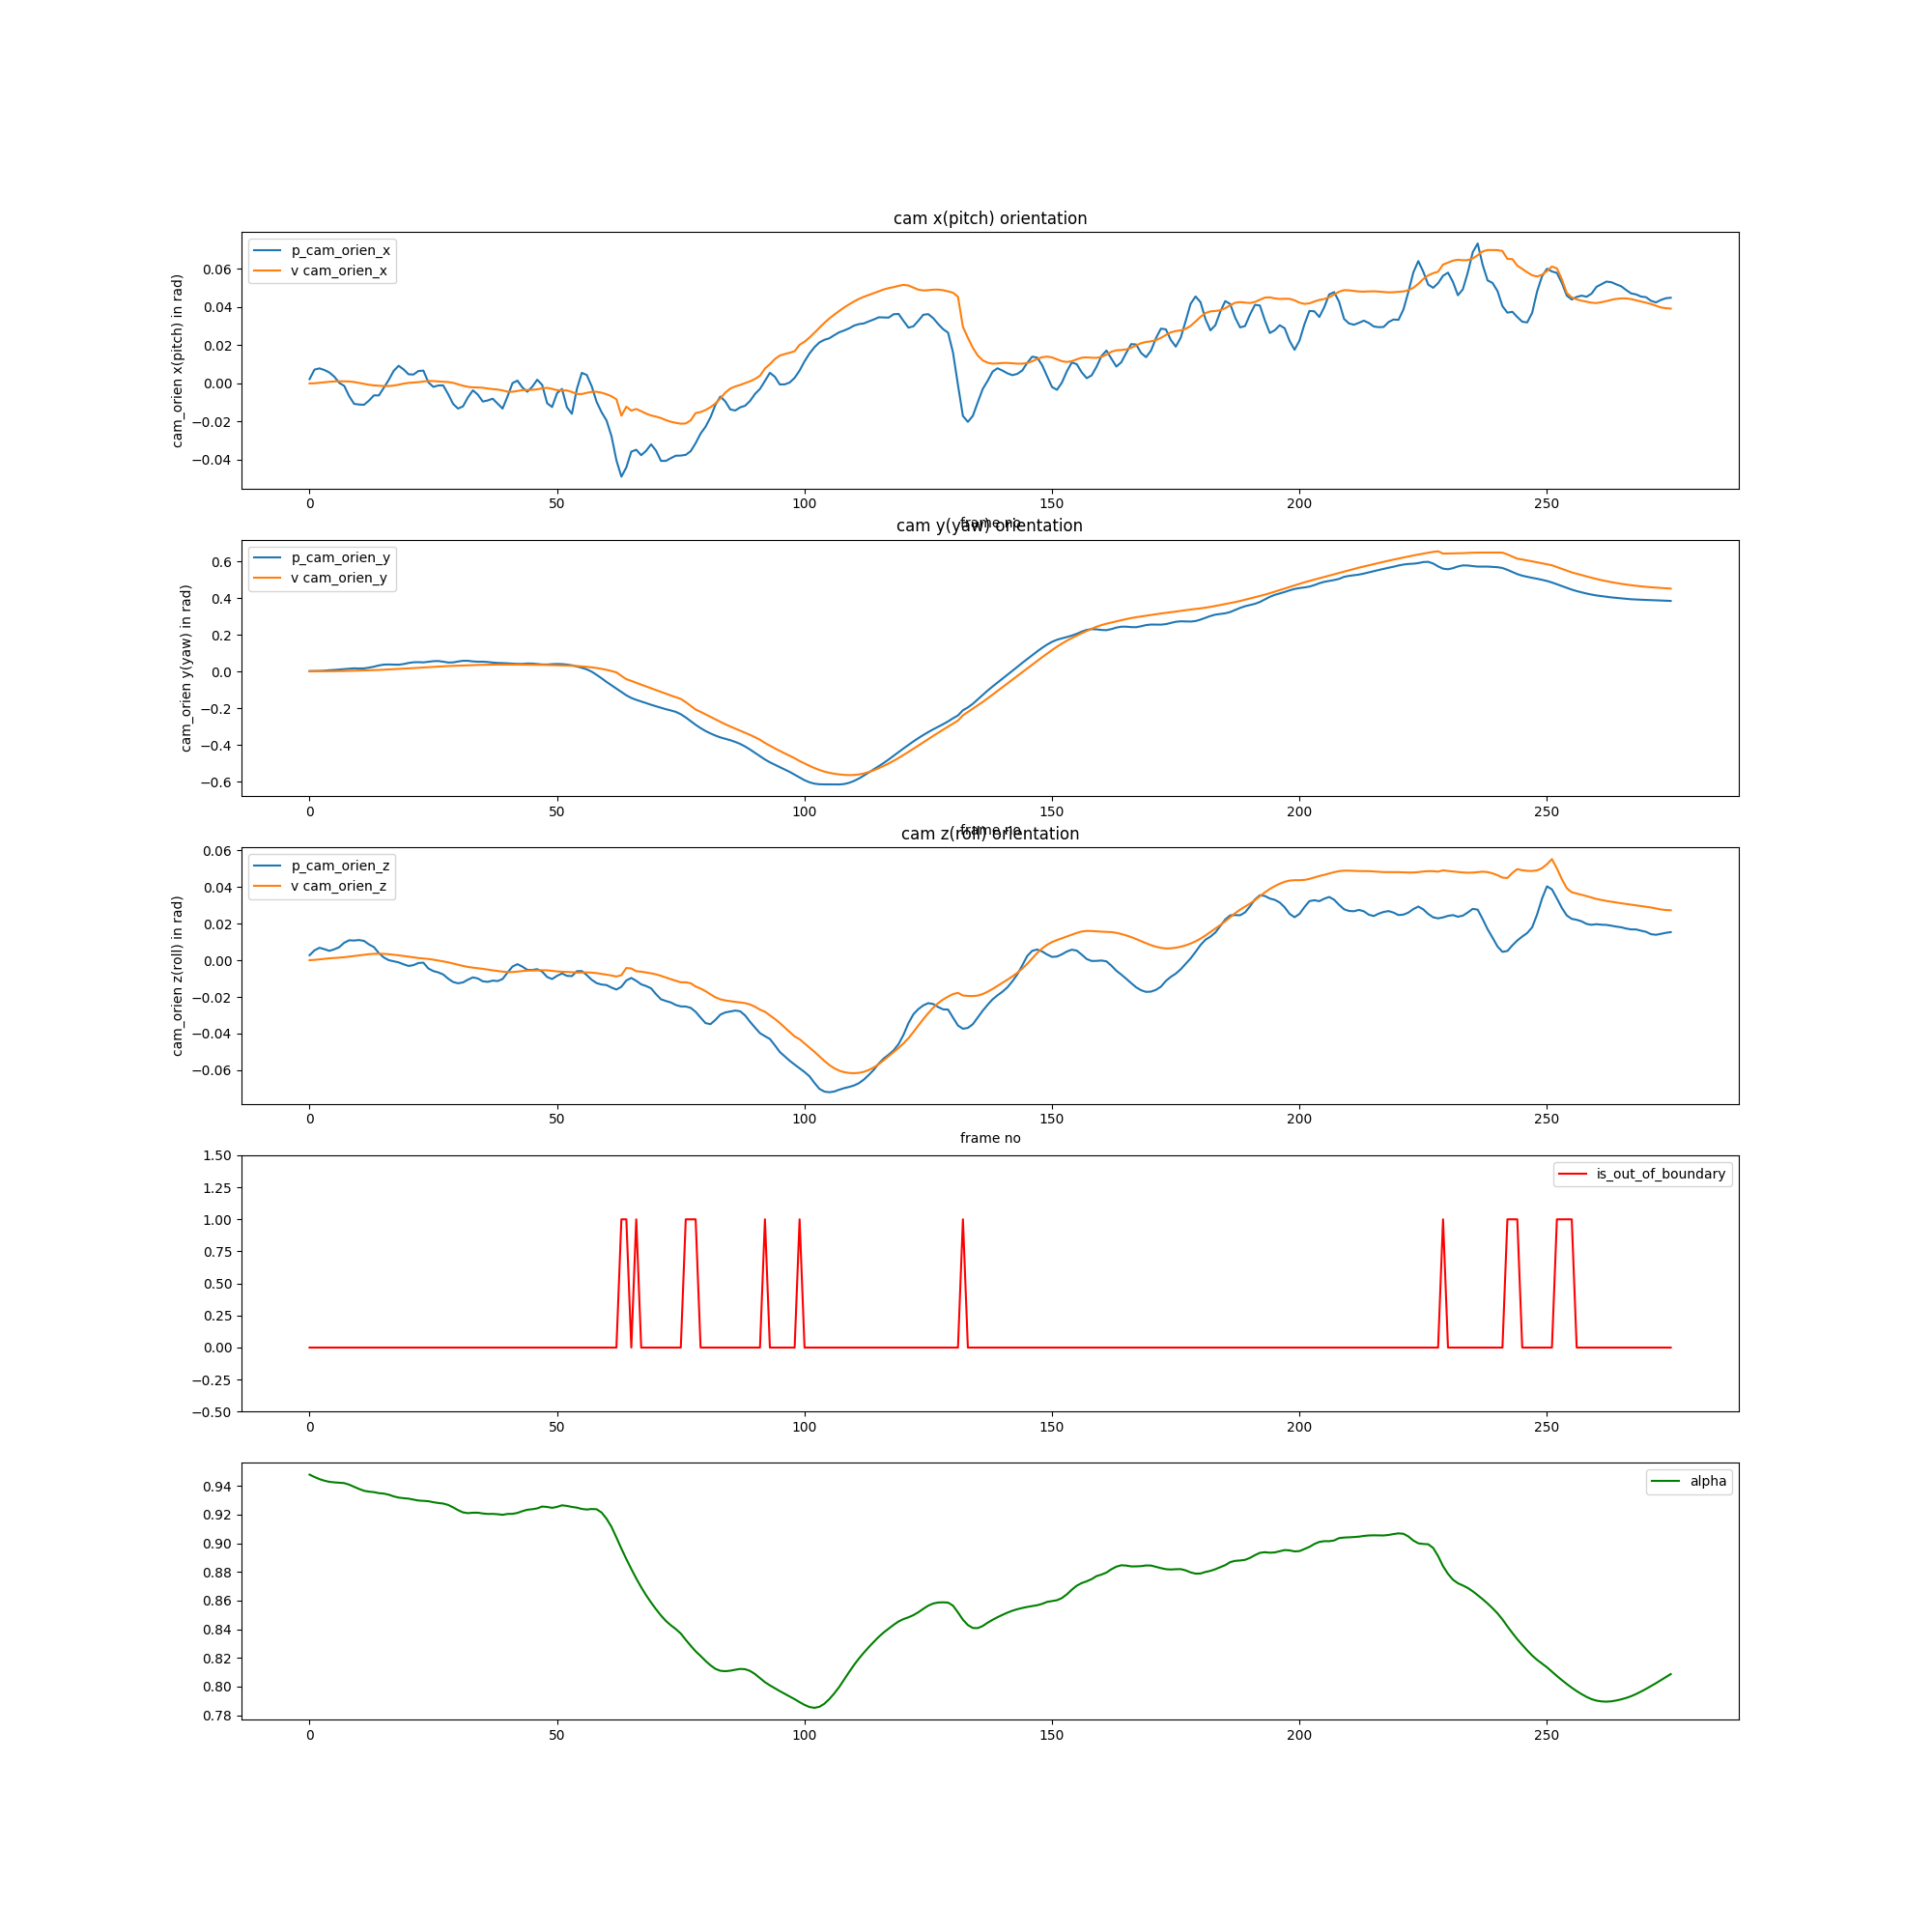 cam x(pitch) orientation
cam_orien x(pitch) in rad)
p_cam_orien_x
v cam_orien_x
0.06
0.04
0.02
0.00
−0.02
−0.04
0 50 100 150 200 250
frame no
cam y(yaw) orientation
cam_orien y(yaw) in rad)
p_cam_orien_y
v cam_orien_y
0.6
0.4
0.2
0.0
−0.2
−0.4
−0.6
0 50 100 150 200 250
frame no
cam z(roll) orientation
cam_orien z(roll) in rad)
p_cam_orien_z
v cam_orien_z
0.06
0.04
0.02
0.00
−0.02
−0.04
−0.06
0 50 100 150 200 250
frame no
is_out_of_boundary
1.50
1.25
1.00
0.75
0.50
0.25
0.00
−0.25
−0.50
0 50 100 150 200 250
alpha
0.94
0.92
0.90
0.88
0.86
0.84
0.82
0.80
0.78
0 50 100 150 200 250